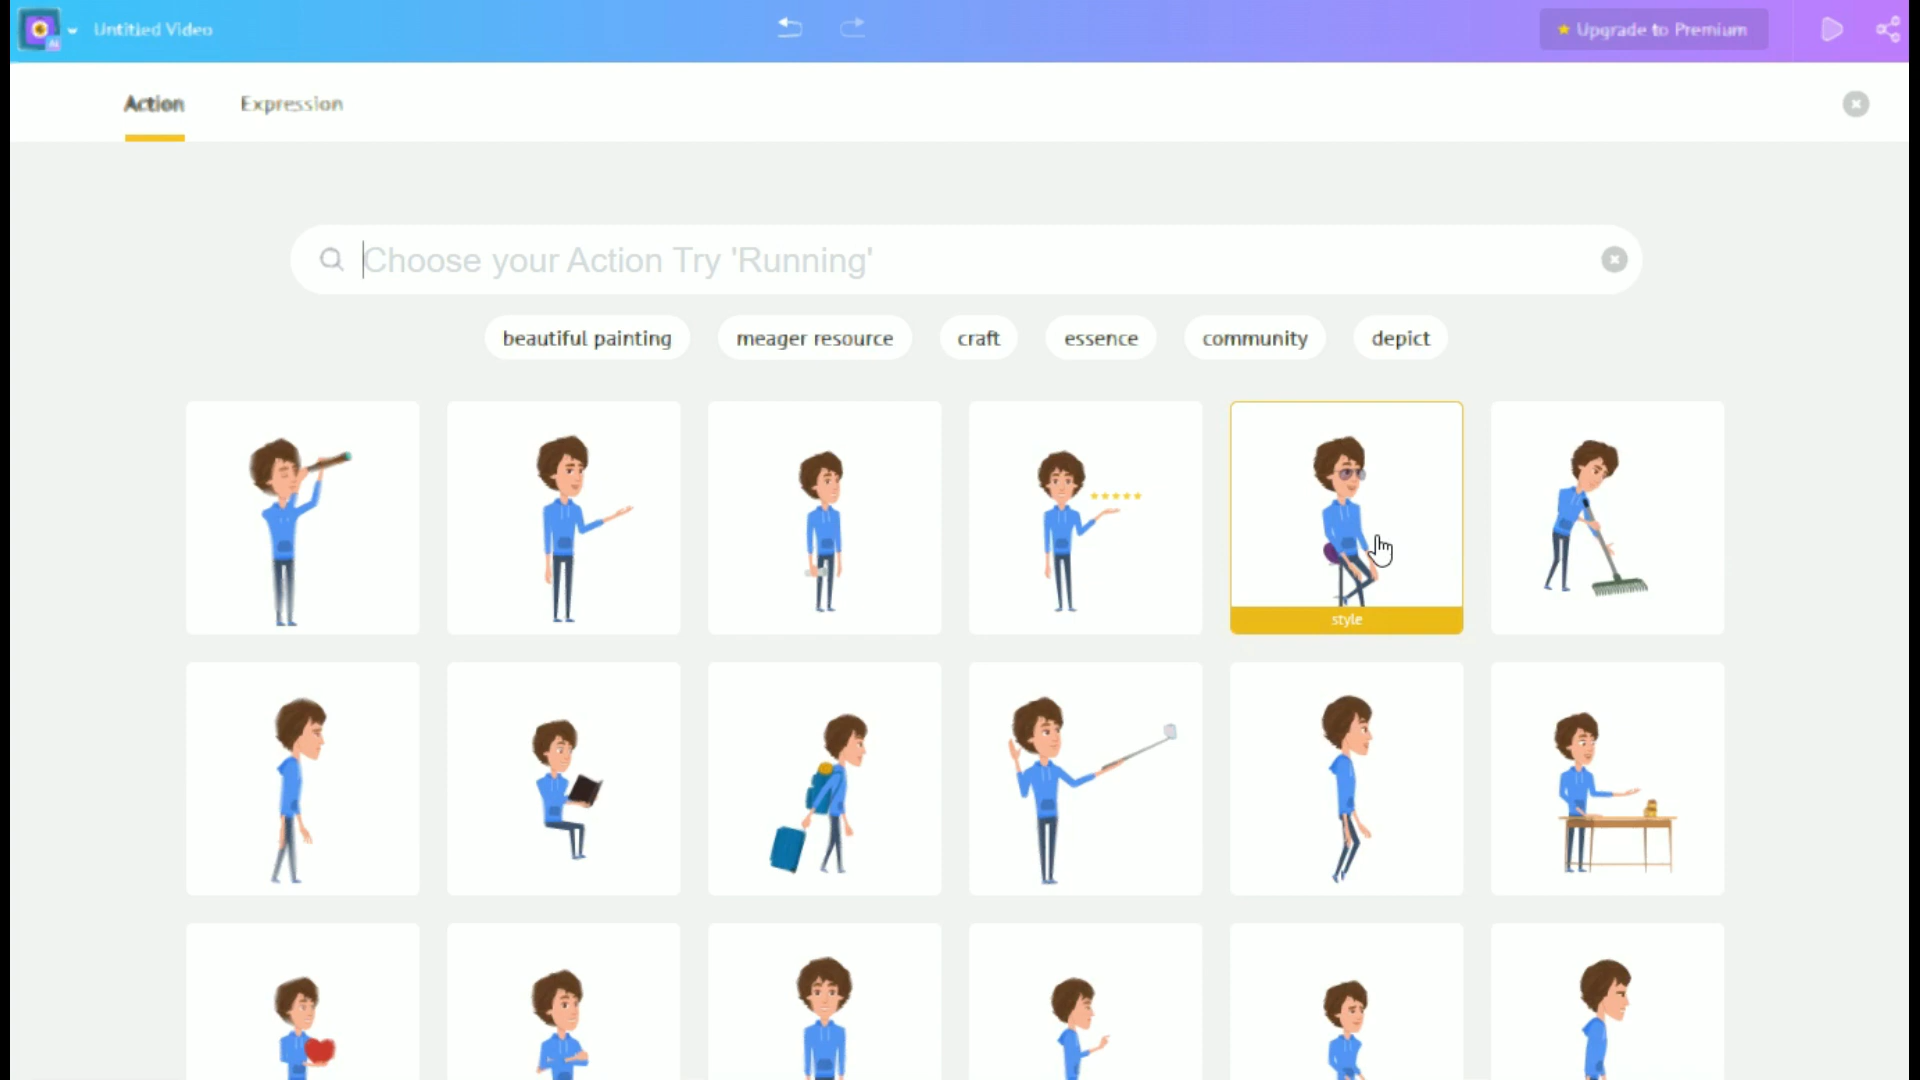 Untitled Video
Upgrade to Premium
Action
Expression
Choose your Action Try 'Running'
beautiful painting
meager resource
craft
essence
community
depict
style